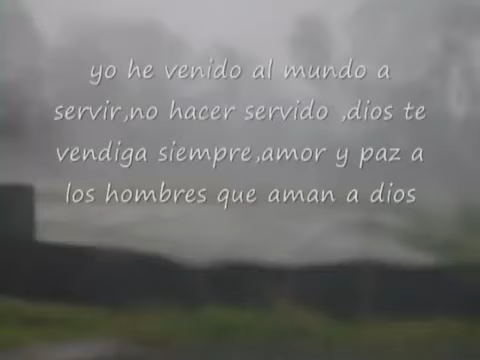 yo he venido al mundo a
servir,no hacer servido ,dios te
vendiga siempre,amor y paz a
los hombres que aman a dios